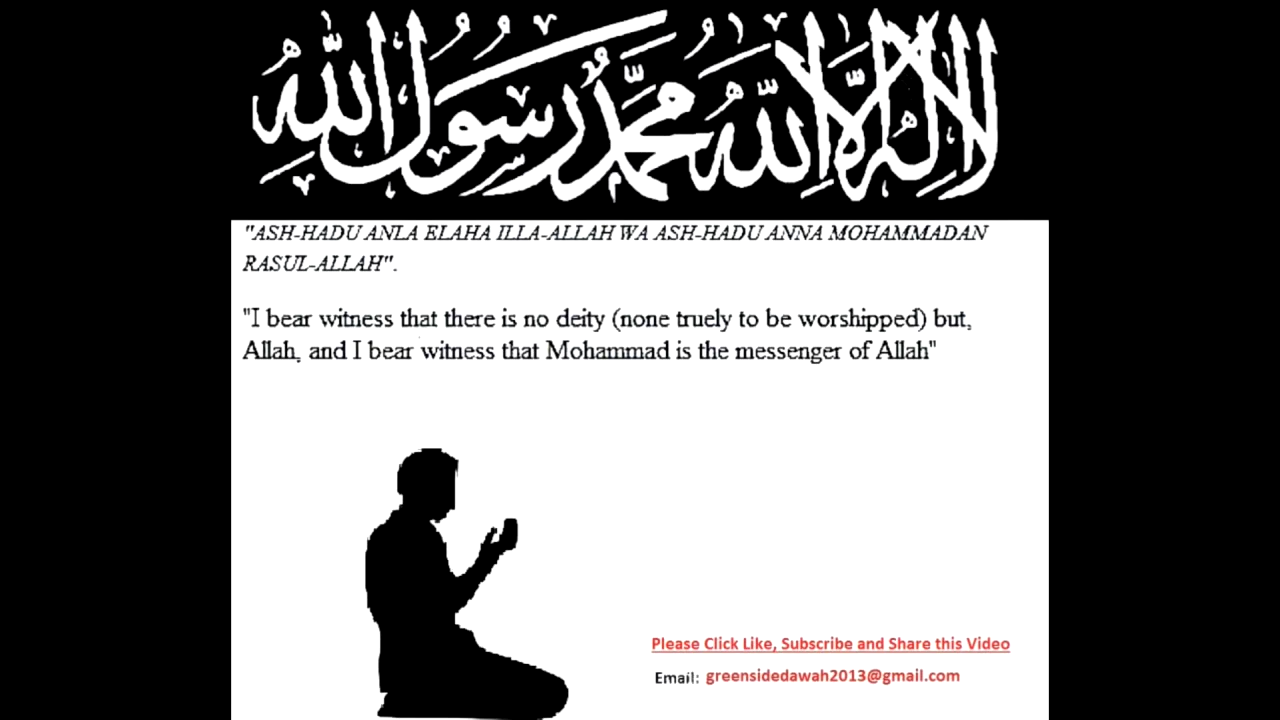 لا إله إلا الله محمد رسول الله
"ASH-HADU ANLA ELAHA ILLA-ALLAH WA ASH-HADU ANNA MOHAMMADAN
RASUL-ALLAH".
"I bear witness that there is no deity (none truely to be worshipped) but,
Allah, and I bear witness that Mohammad is the messenger of Allah"
Please Click Like, Subscribe and Share this Video
Email: greensidedawah2013@gmail.com